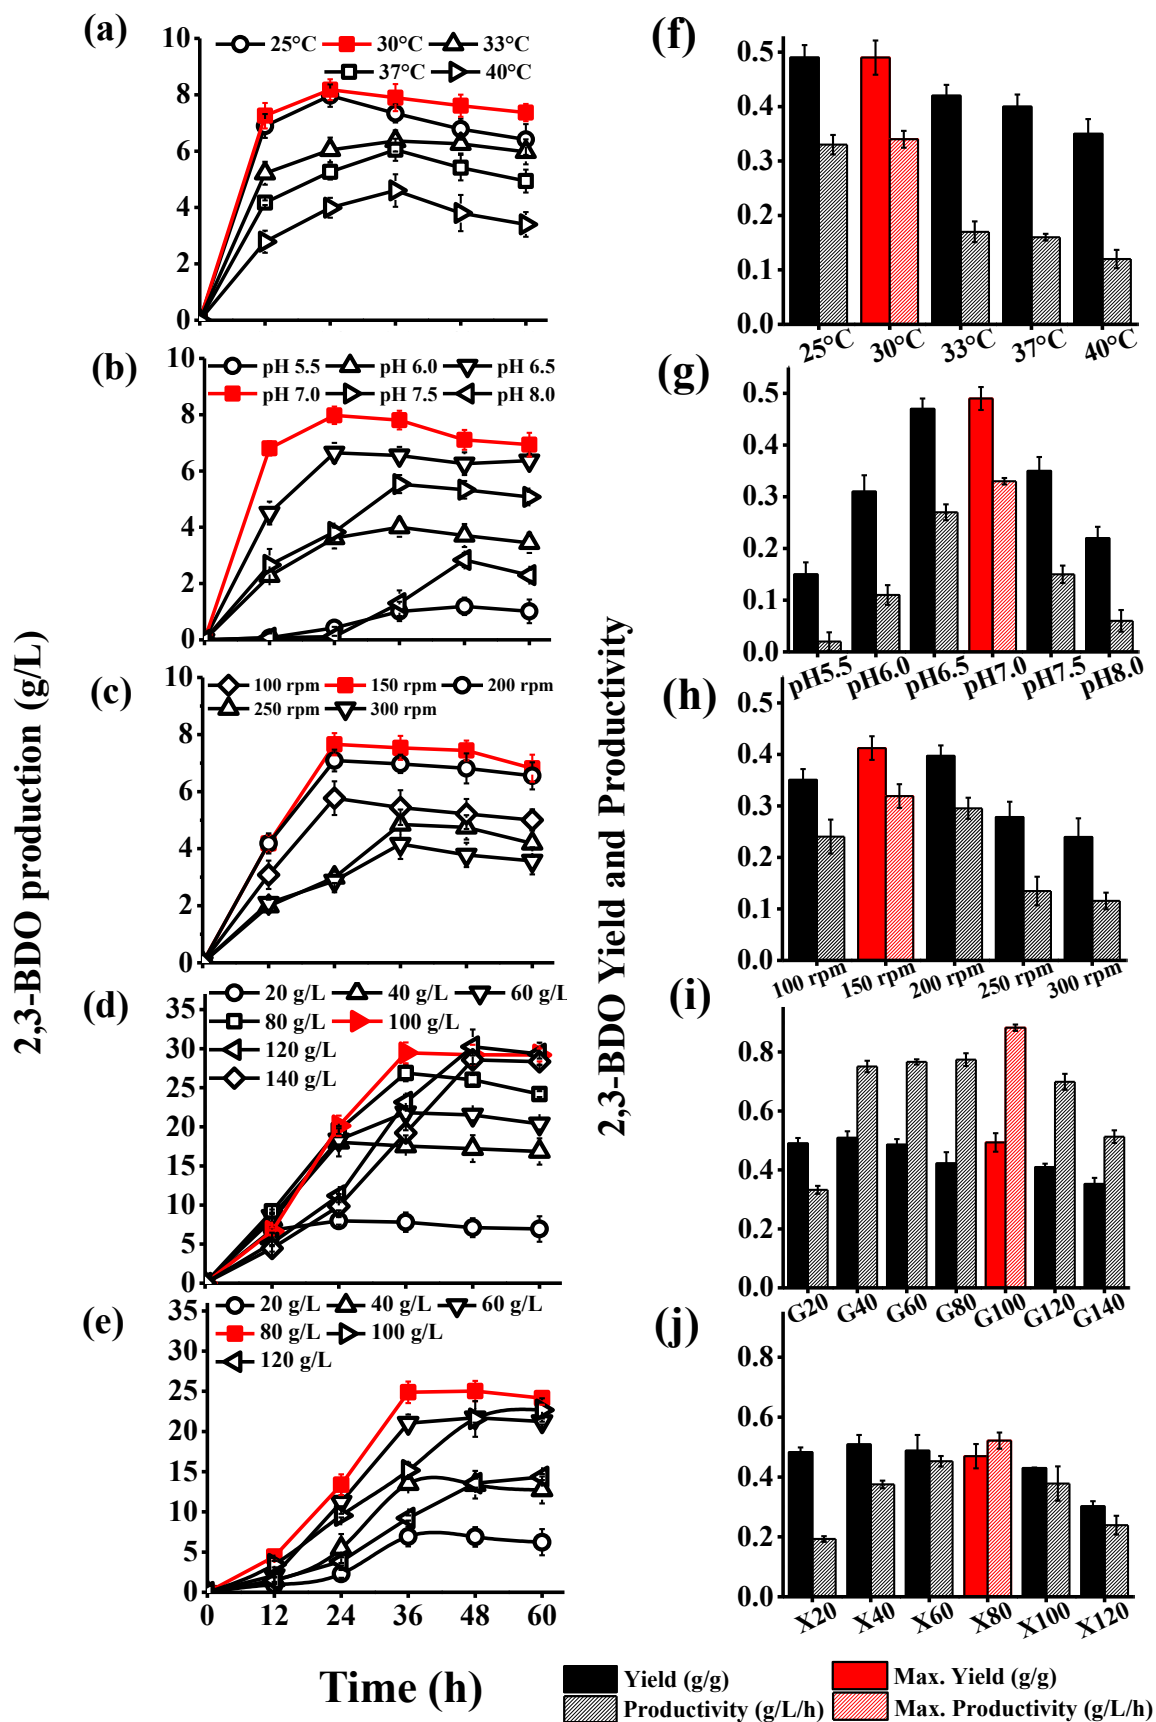 2,3-BDO production (g/L)
(a)
10
8
6
4
2
0
25°C 30°C 33°C
37°C 40°C
(b)
10
8
6
4
2
0
pH 5.5 pH 6.0 pH 6.5
pH 7.0 pH 7.5 pH 8.0
(c)
10
8
6
4
2
0
100 rpm 150 rpm 200 rpm
250 rpm 300 rpm
(d)
35
30
25
20
15
10
5
0
20 g/L 40 g/L 60 g/L
80 g/L 100 g/L
120 g/L
140 g/L
(e)
35
30
25
20
15
10
5
0
20 g/L 40 g/L 60 g/L
80 g/L 100 g/L
120 g/L
0 12 24 36 48 60
Time (h)
2,3-BDO Yield and Productivity
(f)
0.5
0.4
0.3
0.2
0.1
0.0
25°C 30°C 33°C 37°C 40°C
(g)
0.5
0.4
0.3
0.2
0.1
0.0
pH5.5 pH6.0 pH6.5 pH7.0 pH7.5 pH8.0
(h)
0.5
0.4
0.3
0.2
0.1
0.0
100 rpm 150 rpm 200 rpm 250 rpm 300 rpm
(i)
0.8
0.6
0.4
0.2
0.0
G20 G40 G60 G80 G100 G120 G140
(j)
0.8
0.6
0.4
0.2
0.0
X20 X40 X60 X80 X100 X120
Yield (g/g) Max. Yield (g/g)
Productivity (g/L/h) Max. Productivity (g/L/h)